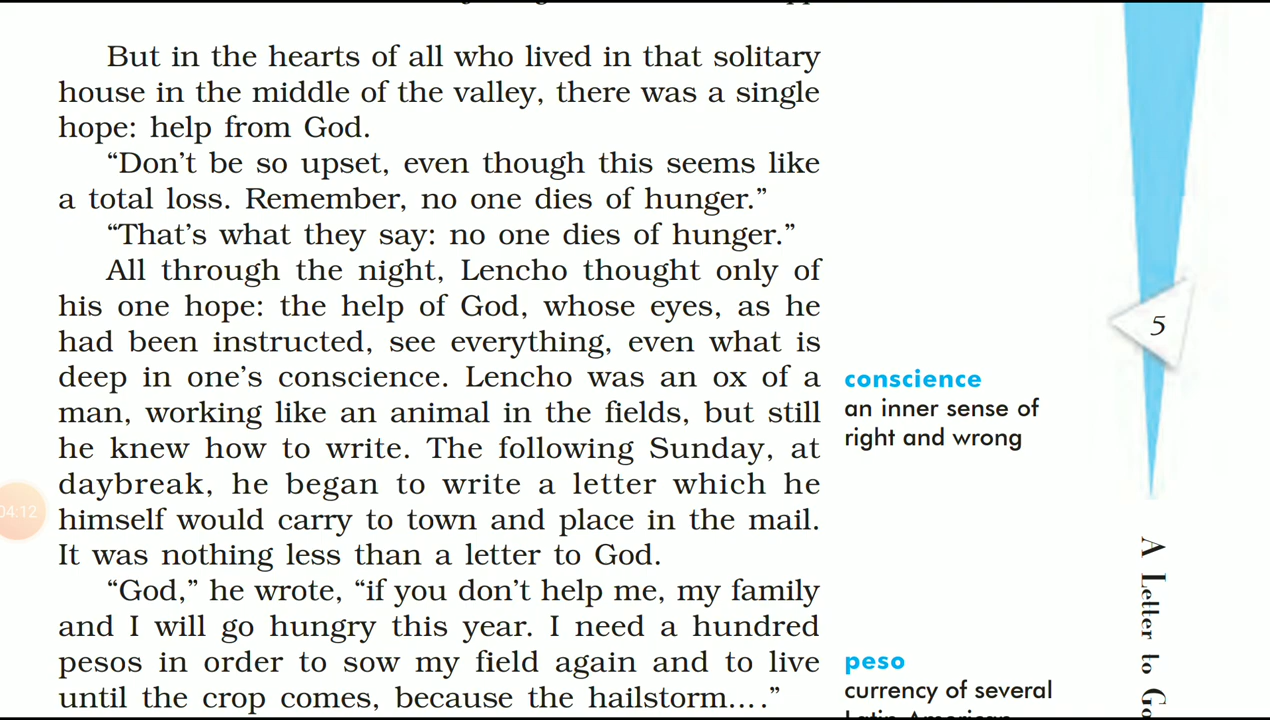 But in the hearts of all who lived in that solitary
house in the middle of the valley, there was a single
hope: help from God.
“Don’t be so upset, even though this seems like
a total loss. Remember, no one dies of hunger.”
“That’s what they say: no one dies of hunger.”
All through the night, Lencho thought only of
his one hope: the help of God, whose eyes, as he
had been instructed, see everything, even what is
deep in one’s conscience. Lencho was an ox of a
man, working like an animal in the fields, but still
he knew how to write. The following Sunday, at
daybreak, he began to write a letter which he
himself would carry to town and place in the mail.
It was nothing less than a letter to God.
“God,” he wrote, “if you don’t help me, my family
and I will go hungry this year. I need a hundred
pesos in order to sow my field again and to live
until the crop comes, because the hailstorm....”
conscience
an inner sense of
right and wrong
peso
currency of several
Latin American
5
A Letter to Go
04:12